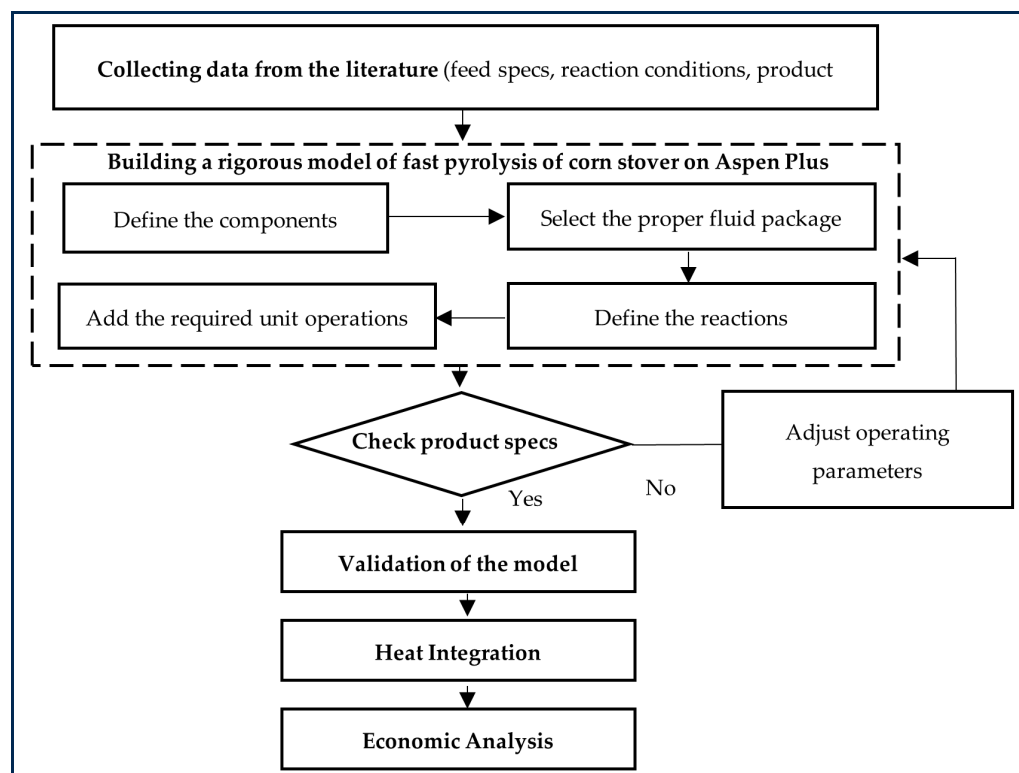 Collecting data from the literature (feed specs, reaction conditions, product
Building a rigorous model of fast pyrolysis of corn stover on Aspen Plus
Define the components
Select the proper fluid package
Add the required unit operations
Define the reactions
Check product specs
Adjust operating
parameters
Yes
No
Validation of the model
Heat Integration
Economic Analysis